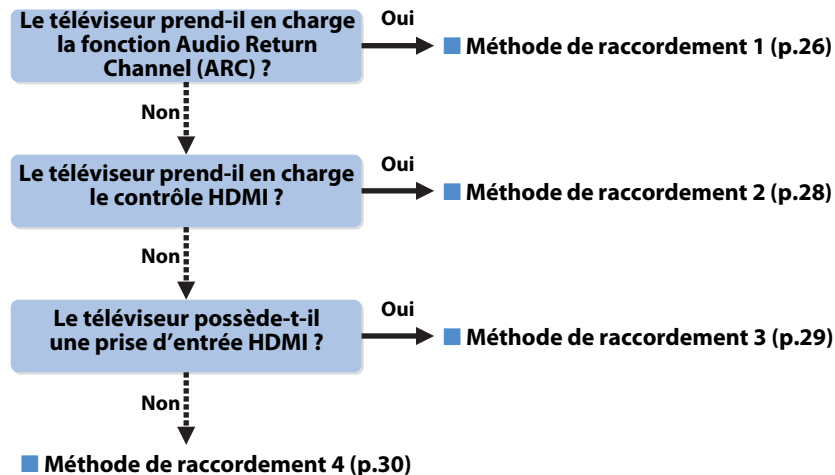 Le téléviseur prend-il en charge
la fonction Audio Return
Channel (ARC) ?
Oui
■ Méthode de raccordement 1 (p.26)
Non
Le téléviseur prend-il en charge
le contrôle HDMI ?
Oui
■ Méthode de raccordement 2 (p.28)
Non
Le téléviseur possède-t-il
une prise d’entrée HDMI ?
Oui
■ Méthode de raccordement 3 (p.29)
Non
■ Méthode de raccordement 4 (p.30)